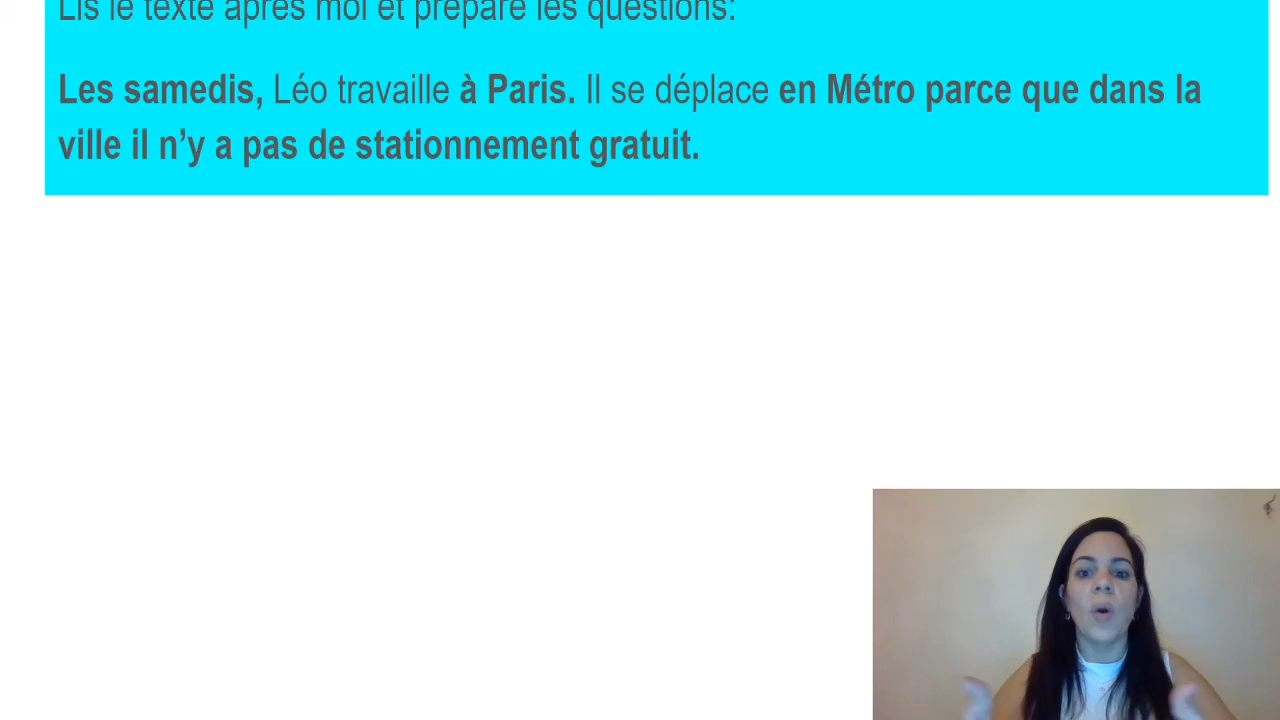 Lis le texte après moi et prépare les questions:
Les samedis, Léo travaille à Paris. Il se déplace en Métro parce que dans la
ville il n’y a pas de stationnement gratuit.